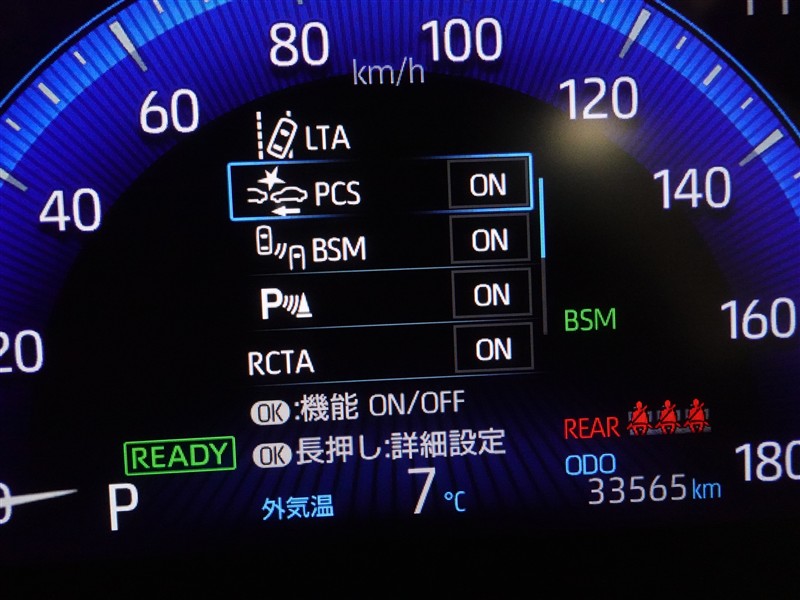 80
100
km/h
60
120
LTA
40
PCS ON
140
BSM ON
P ON
BSM
160
20
RCTA ON
OK:機能 ON/OFF
REAR
READY
OK長押し:詳細設定
ODO
180
0
P
外気温 7℃
33565km